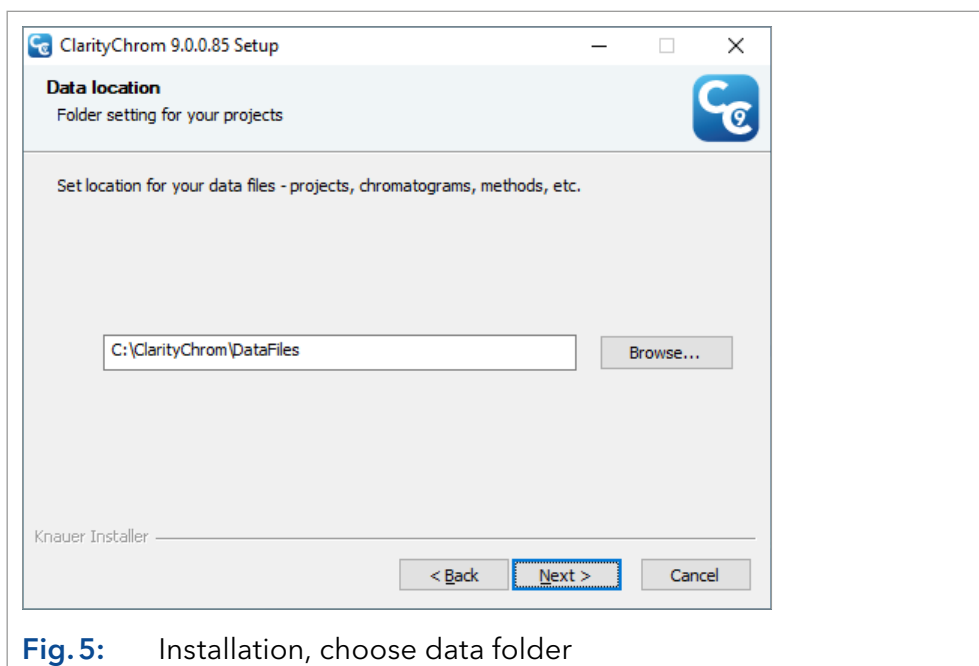 ClarityChrom 9.0.0.85 Setup
Data location
Folder setting for your projects
Set location for your data files - projects, chromatograms, methods, etc.
C:\ClarityChrom\DataFiles
Browse...
Knauer Installer
< Back
Next >
Cancel
Fig. 5: Installation, choose data folder